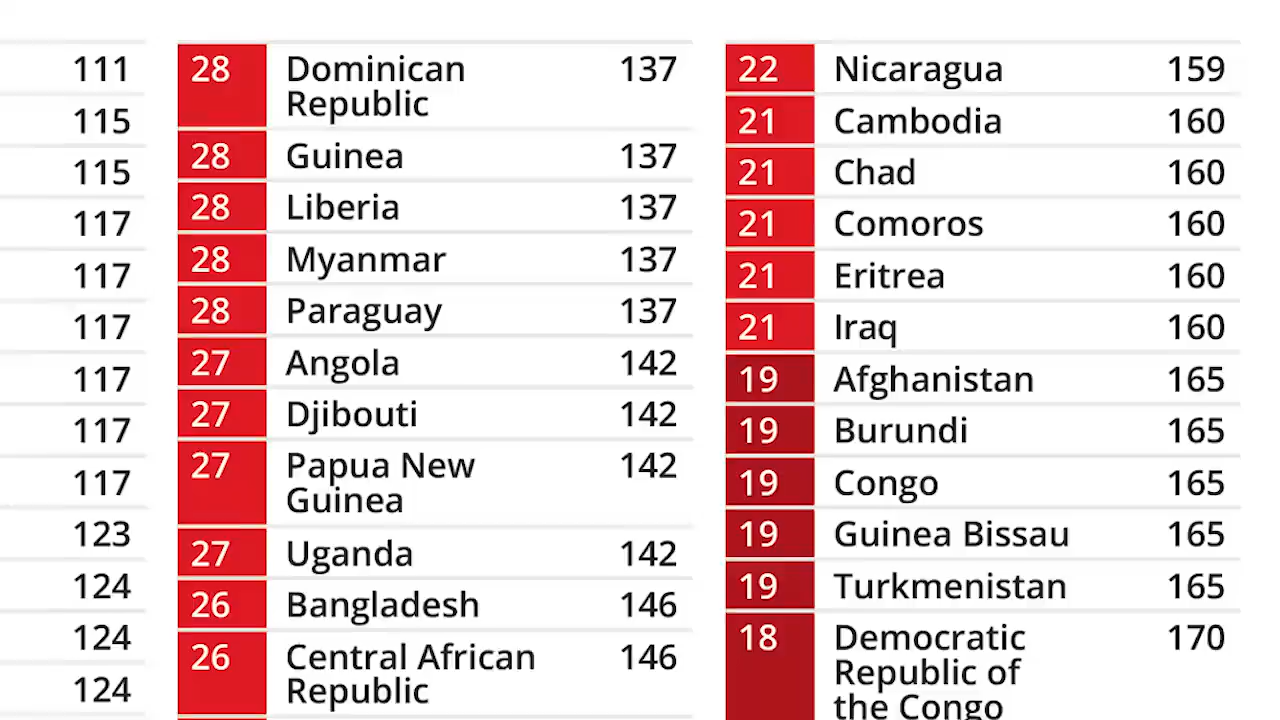 111
115
115
117
117
117
117
117
117
123
124
124
124
28 Dominican 137
Republic
28 Guinea 137
28 Liberia 137
28 Myanmar 137
28 Paraguay 137
27 Angola 142
27 Djibouti 142
27 Papua New 142
Guinea
27 Uganda 142
26 Bangladesh 146
26 Central African 146
Republic
22 Nicaragua 159
21 Cambodia 160
21 Chad 160
21 Comoros 160
21 Eritrea 160
21 Iraq 160
19 Afghanistan 165
19 Burundi 165
19 Congo 165
19 Guinea Bissau 165
19 Turkmenistan 165
18 Democratic 170
Republic of
the Congo